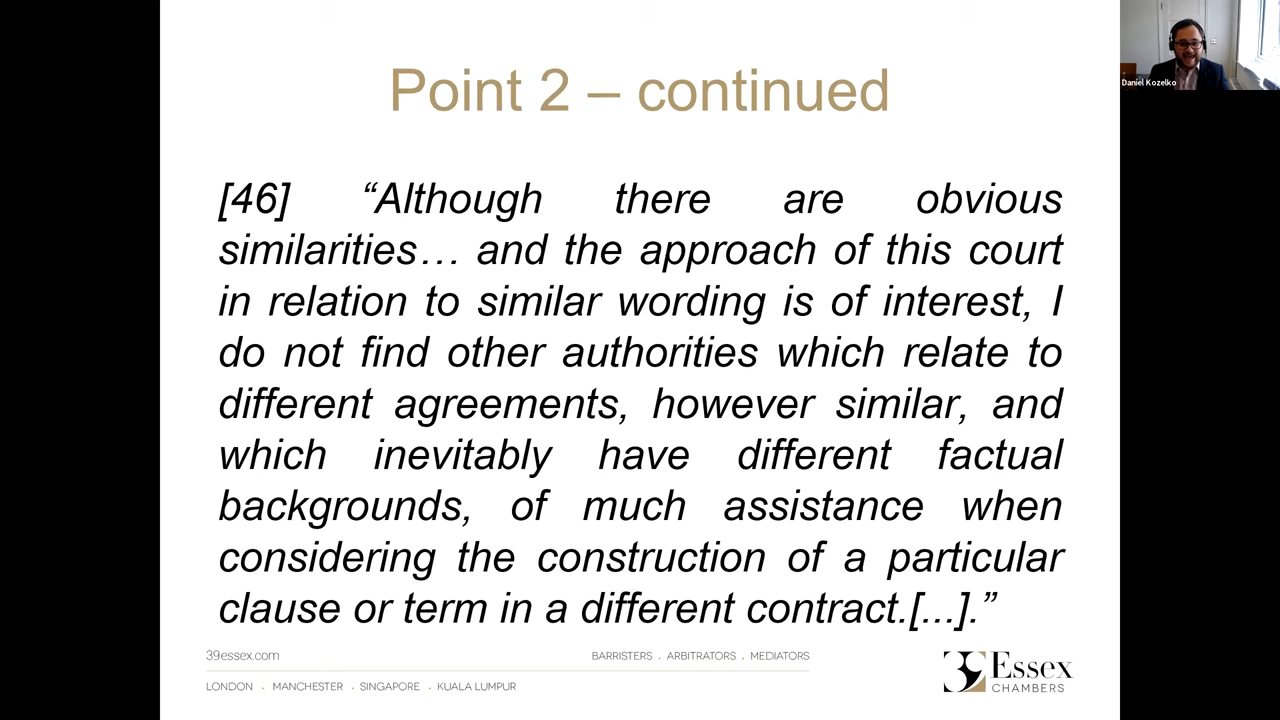 Point 2 – continued
Daniel Kozelko
[46] “Although there are obvious
similarities… and the approach of this court
in relation to similar wording is of interest, I
do not find other authorities which relate to
different agreements, however similar, and
which inevitably have different factual
backgrounds, of much assistance when
considering the construction of a particular
clause or term in a different contract.[...].”
39essex.com
BARRISTERS . ARBITRATORS . MEDIATORS
LONDON . MANCHESTER . SINGAPORE . KUALA LUMPUR
39 Essex
CHAMBERS